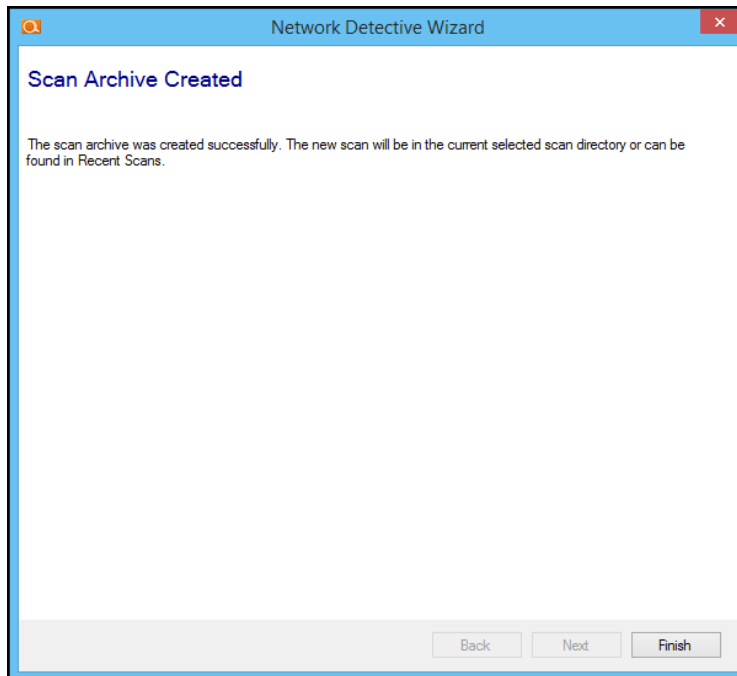 Network Detective Wizard
Scan Archive Created
The scan archive was created successfully. The new scan will be in the current selected scan directory or can be
found in Recent Scans.
Back Next Finish